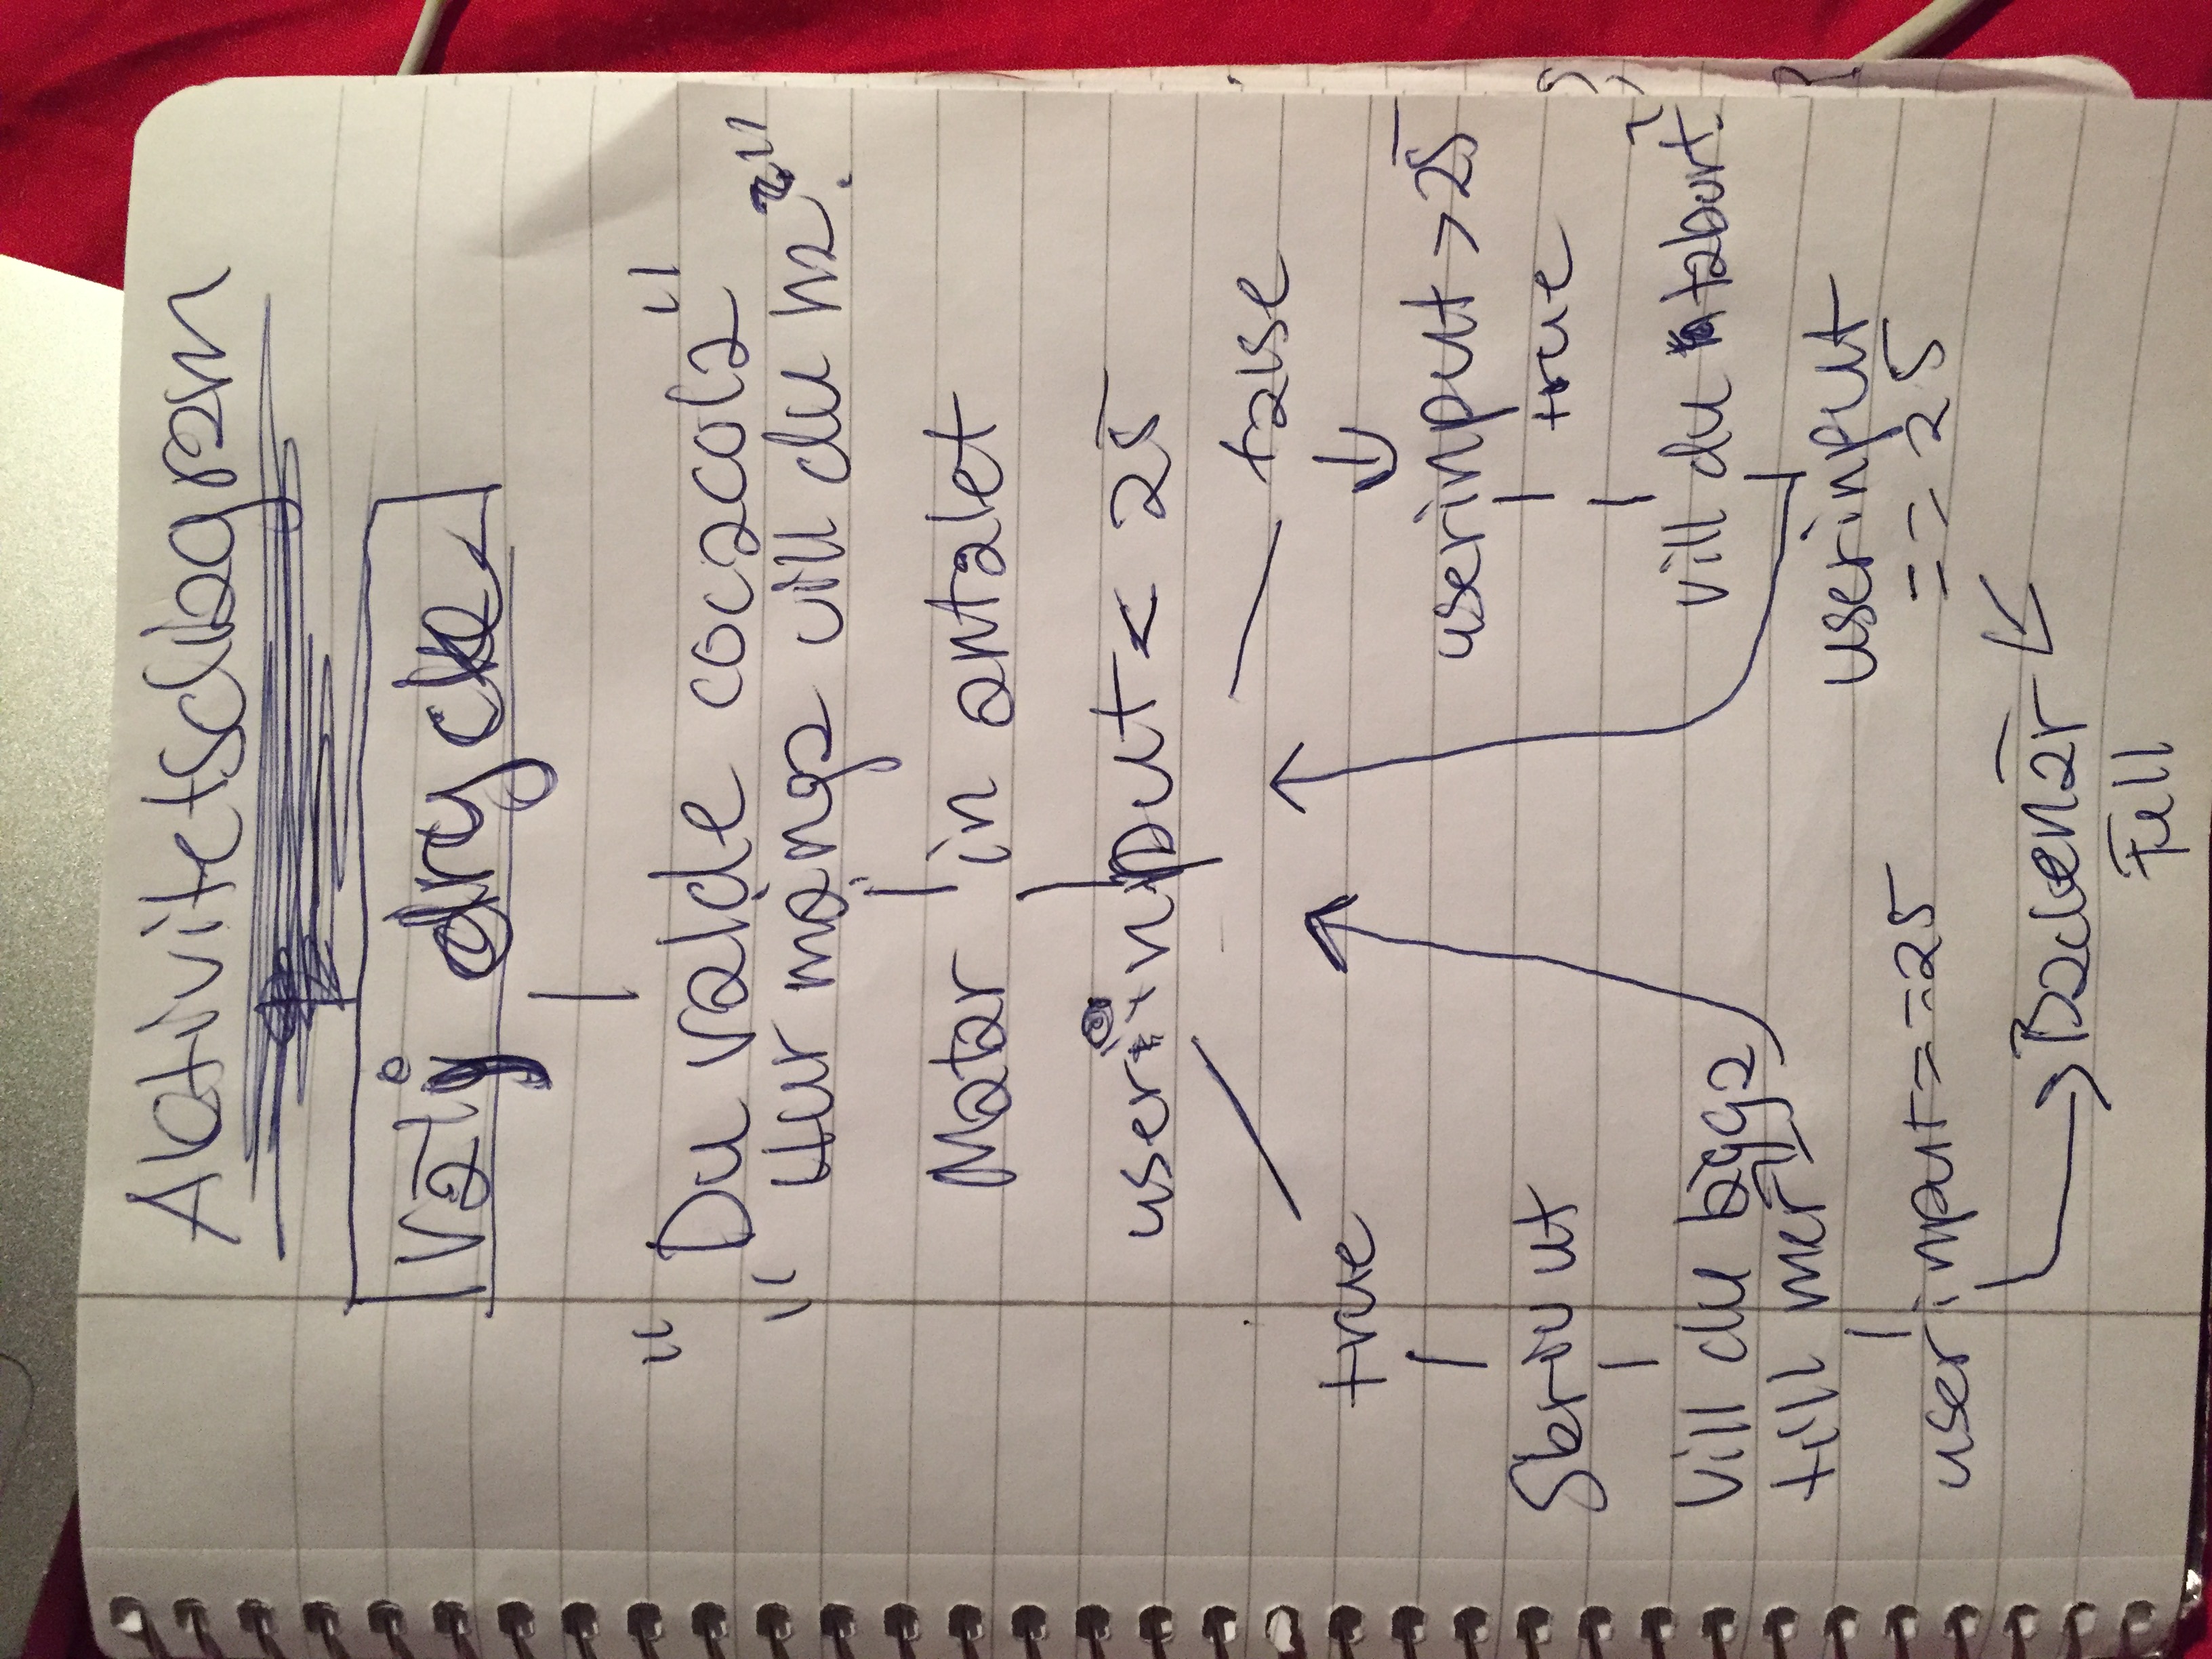 Aktivitetsdiagram
Välj dryck
"Du valde cocacola"
"Hur många vill du ha?"
Matar in antalet
userinput < 25
false
true
userinput > 25
true
Skriv ut
Vill du lägga
till mer?
vill du ta bort?
userinput
== 25
userinput == 25
Backen är
Full